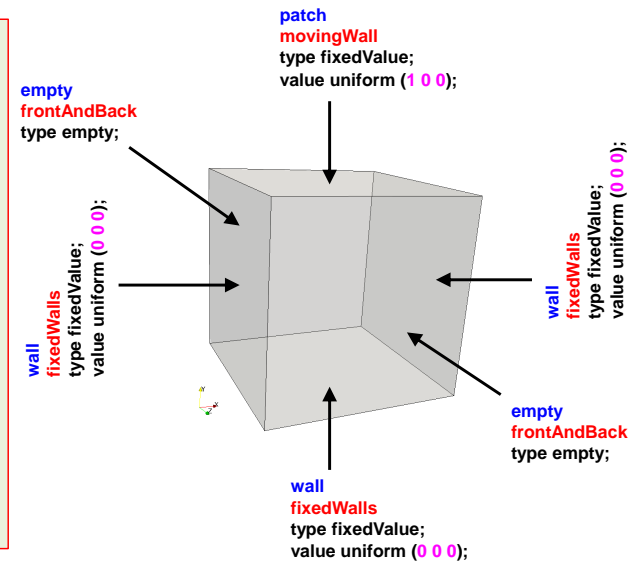 patch
movingWall
type fixedValue;
value uniform (1 0 0);
empty
frontAndBack
type empty;
wall
fixedWalls
type fixedValue;
value uniform (0 0 0);
wall
fixedWalls
type fixedValue;
value uniform (0 0 0);
empty
frontAndBack
type empty;
wall
fixedWalls
type fixedValue;
value uniform (0 0 0);
Y
X
Z